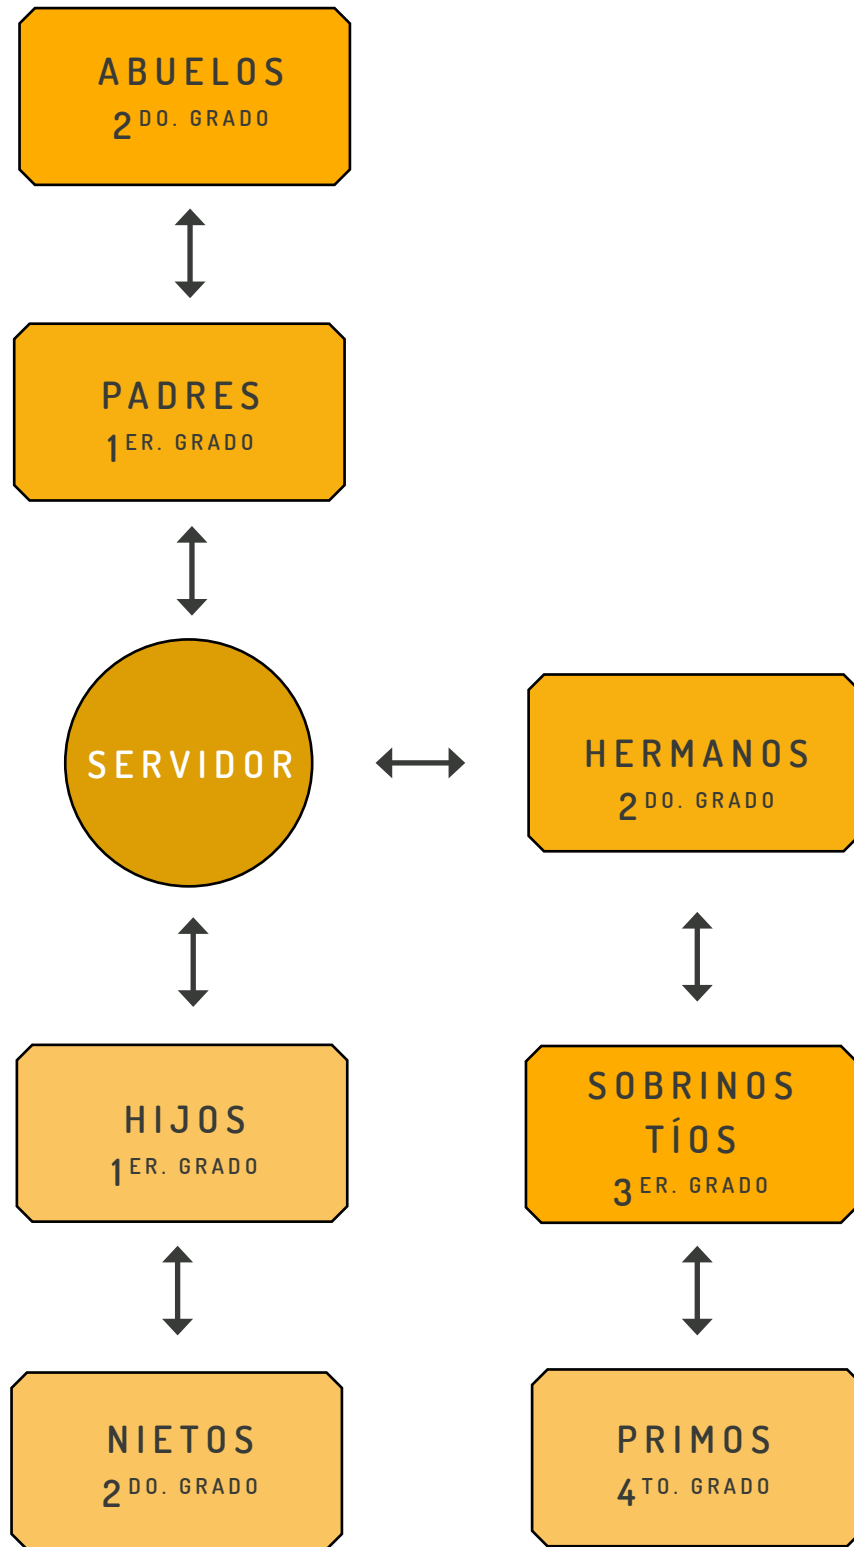 ABUELOS
2DO. GRADO
PADRES
1ER. GRADO
SERVIDOR
HERMANOS
2DO. GRADO
HIJOS
1ER. GRADO
SOBRINOS
TÍOS
3ER. GRADO
NIETOS
2DO. GRADO
PRIMOS
4TO. GRADO